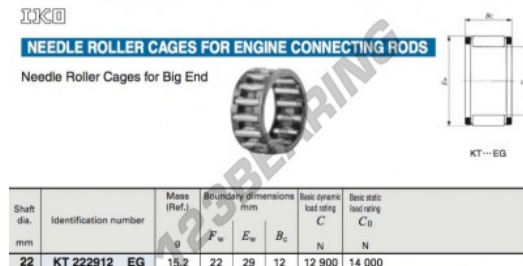 IKO
NEEDLE ROLLER CAGES FOR ENGINE CONNECTING RODS
Needle Roller Cages for Big End
Bc
Ew
KT…EG
123BEARING
Shaft dia. mm
Identification number
Mass (Ref.) g
Boundary dimensions mm
Fw Ew Bc
Basic dynamic load rating C N
Basic static load rating C0 N
22 KT 222912 EG 15.2 22 29 12 12 900 14 000